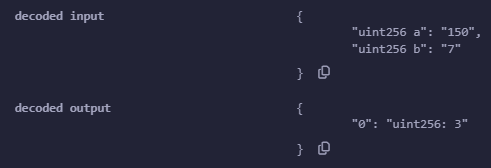 decoded input {
"uint256 a": "150",
"uint256 b": "7"
}
decoded output {
"0": "uint256: 3"
}